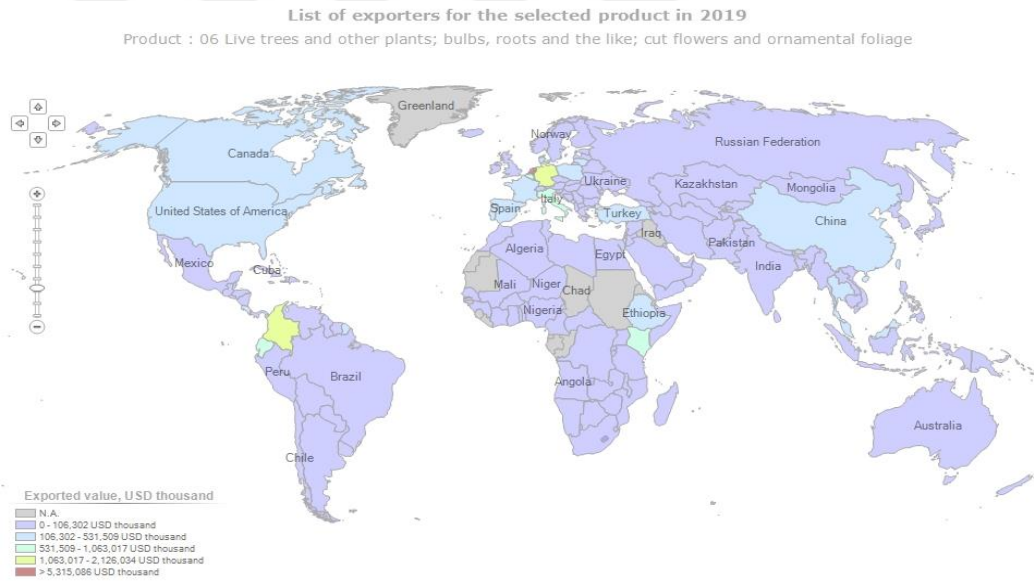 List of exporters for the selected product in 2019
Product : 06 Live trees and other plants; bulbs, roots and the like; cut flowers and ornamental foliage
Greenland
Norway
Russian Federation
Canada
Ukraine
Kazakhstan
Mongolia
Italy
United States of America
Spain
Turkey
China
Iraq
Pakistan
Algeria
Egypt
Mexico
India
Cuba
Mali
Niger
Chad
Nigeria
Ethiopia
Peru
Brazil
Angola
Australia
Chile
Exported value, USD thousand
N.A.
0 - 106,302 USD thousand
106,302 - 531,509 USD thousand
531,509 - 1,063,017 USD thousand
1,063,017 - 2,126,034 USD thousand
> 5,315,086 USD thousand